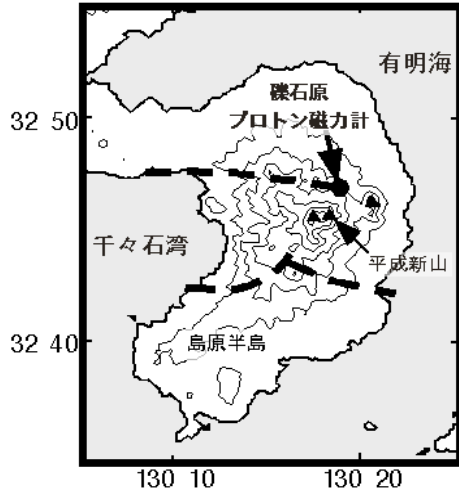 有明海
礫石原
プロトン磁力計
32 50
千々石湾
平成新山
32 40
島原半島
130 10
130 20